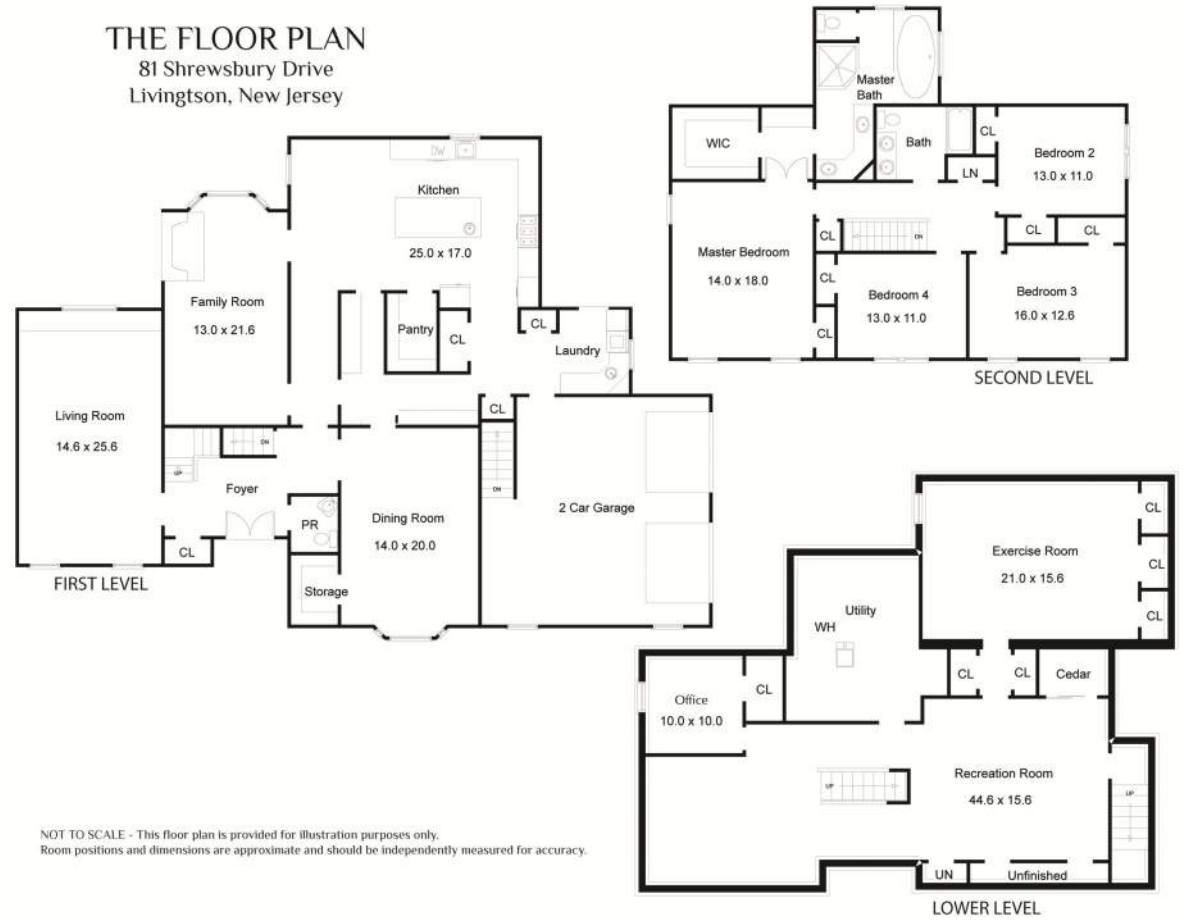 THE FLOOR PLAN
81 Shrewsbury Drive
Livingtson, New Jersey
DW
Kitchen
25.0 x 17.0
Family Room
13.0 x 21.6
Pantry
CL
CL
Laundry
CL
Living Room
14.6 x 25.6
UP
DN
Foyer
PR
CL
Storage
Dining Room
14.0 x 20.0
DN
2 Car Garage
FIRST LEVEL
Master
Bath
WIC
Bath
CL
LN
Bedroom 2
13.0 x 11.0
CL
CL
CL
DN
Master Bedroom
14.0 x 18.0
CL
CL
Bedroom 4
13.0 x 11.0
Bedroom 3
16.0 x 12.6
SECOND LEVEL
Exercise Room
21.0 x 15.6
CL
CL
CL
Utility
WH
CL
CL
Cedar
Office
10.0 x 10.0
CL
UP
Recreation Room
44.6 x 15.6
UP
UN
Unfinished
LOWER LEVEL
NOT TO SCALE - This floor plan is provided for illustration purposes only.
Room positions and dimensions are approximate and should be independently measured for accuracy.